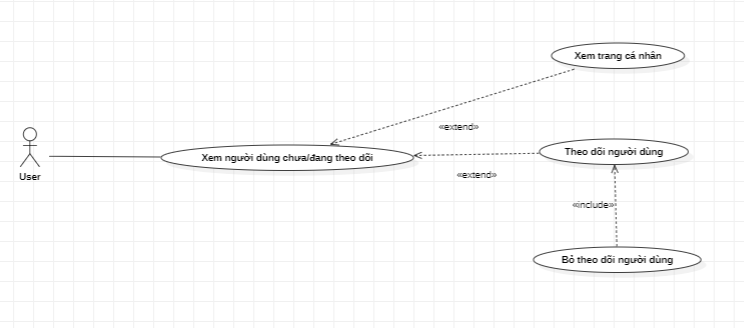 Xem trang cá nhân
«extend»
User
Xem người dùng chưa/đang theo dõi
Theo dõi người dùng
«extend»
«include»
Bỏ theo dõi người dùng